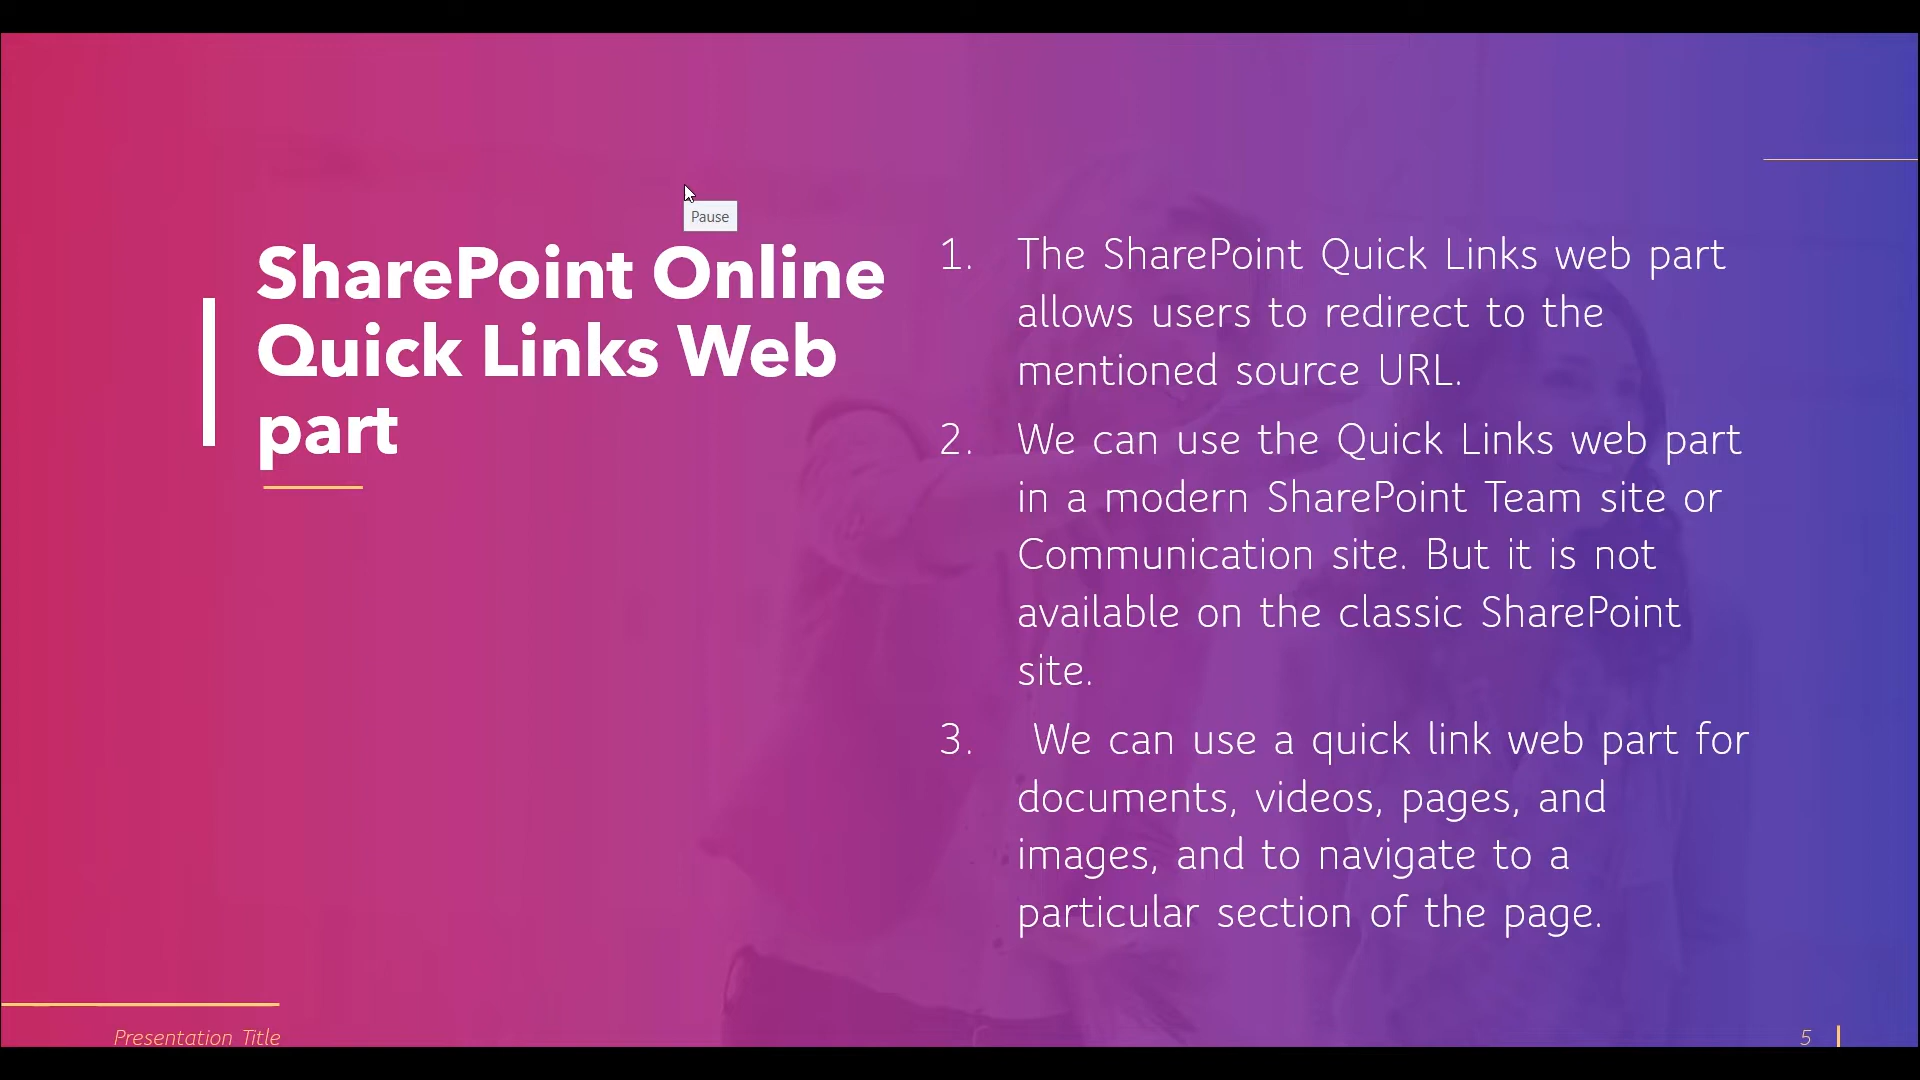 Pause
SharePoint Online
Quick Links Web
part
1. The SharePoint Quick Links web part
allows users to redirect to the
mentioned source URL.
2. We can use the Quick Links web part
in a modern SharePoint Team site or
Communication site. But it is not
available on the classic SharePoint
site.
3. We can use a quick link web part for
documents, videos, pages, and
images, and to navigate to a
particular section of the page.
Presentation Title
5